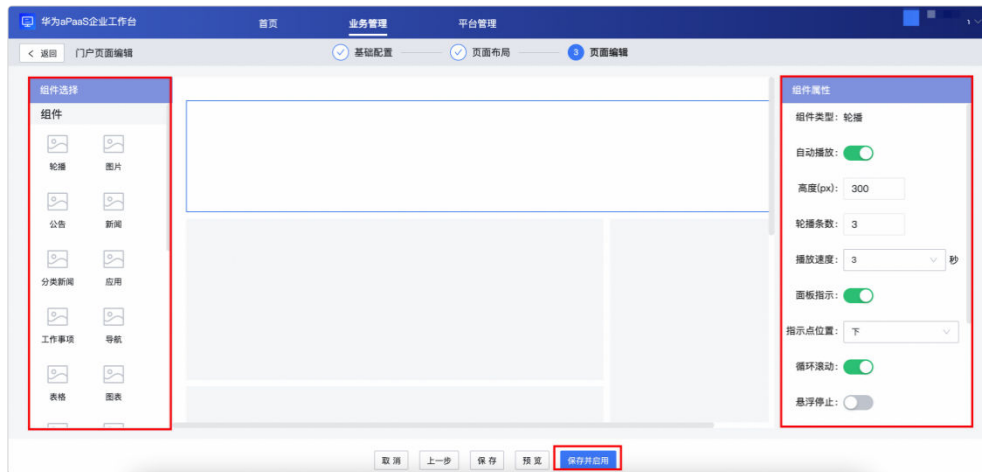 华为aPaaS企业工作台 首页 业务管理 平台管理
< 返回 门户页面编辑 基础配置 页面布局 3 页面编辑
组件选择
组件
轮播 图片
公告 新闻
分类新闻 应用
工作事项 导航
表格 图表
组件属性
组件类型: 轮播
自动播放:
高度(px): 300
轮播条数: 3
播放速度: 3 秒
面板指示:
指示点位置: 下
循环滚动:
悬浮停止:
取消 上一步 保存 预览 保存并启用